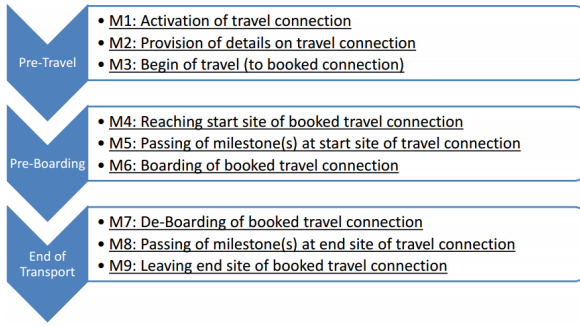 Pre-Travel
• M1: Activation of travel connection
• M2: Provision of details on travel connection
• M3: Begin of travel (to booked connection)
Pre-Boarding
• M4: Reaching start site of booked travel connection
• M5: Passing of milestone(s) at start site of travel connection
• M6: Boarding of booked travel connection
End of
Transport
• M7: De-Boarding of booked travel connection
• M8: Passing of milestone(s) at end site of travel connection
• M9: Leaving end site of booked travel connection